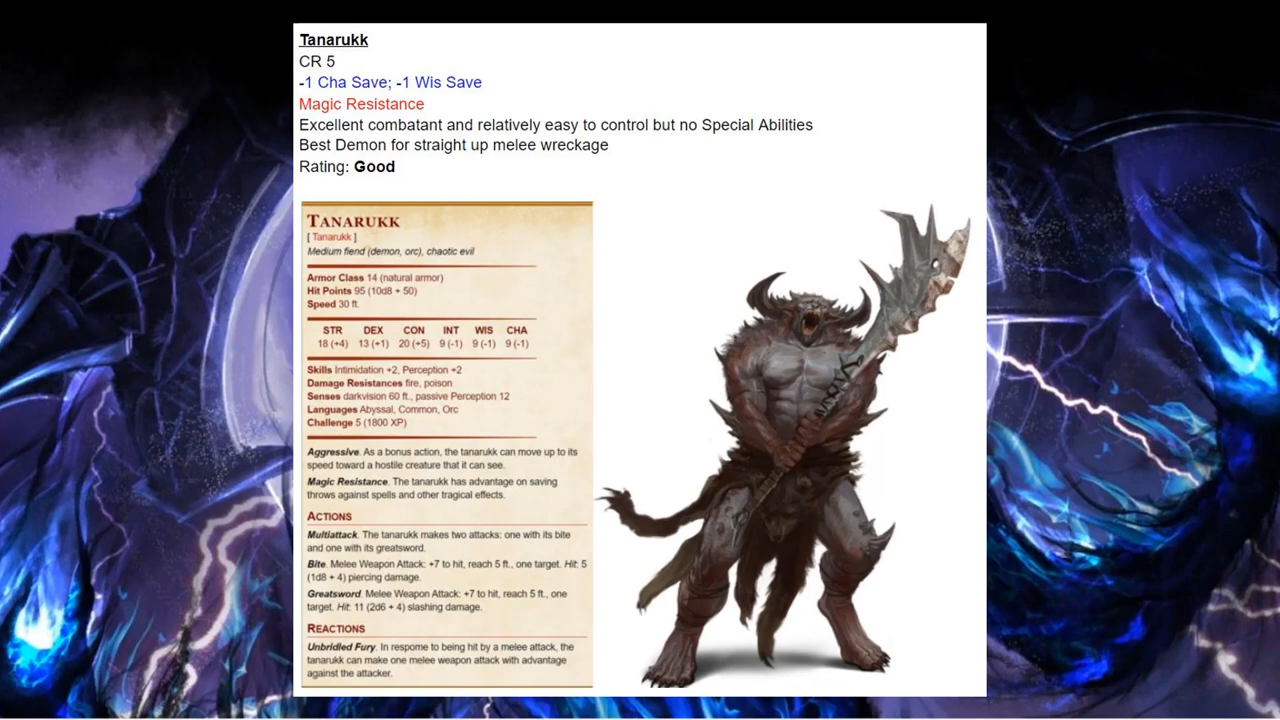 Tanarukk
CR 5
-1 Cha Save; -1 Wis Save
Magic Resistance
Excellent combatant and relatively easy to control but no Special Abilities
Best Demon for straight up melee wreckage
Rating: Good
TANARUKK
[ Tanarukk ]
Medium fiend (demon, orc), chaotic evil
Armor Class 14 (natural armor)
Hit Points 95 (10d8 + 50)
Speed 30 ft.
STR DEX CON INT WIS CHA
18 (+4) 13 (+1) 20 (+5) 9 (-1) 9 (-1) 9 (-1)
Skills Intimidation +2, Perception +2
Damage Resistances fire, poison
Senses darkvision 60 ft., passive Perception 12
Languages Abyssal, Common, Orc
Challenge 5 (1800 XP)
Aggressive. As a bonus action, the tanarukk can move up to its
speed toward a hostile creature that it can see.
Magic Resistance. The tanarukk has advantage on saving
throws against spells and other tragical effects.
ACTIONS
Multiattack. The tanarukk makes two attacks: one with its bite
and one with its greatsword.
Bite. Melee Weapon Attack: +7 to hit, reach 5 ft., one target. Hit: 5
(1d8 + 4) piercing damage.
Greatsword. Melee Weapon Attack: +7 to hit, reach 5 ft., one
target. Hit: 11 (2d6 + 4) slashing damage.
REACTIONS
Unbridled Fury. In respome to being hit by a melee attack, the
tanarukk can make one melee weapon attack with advantage
against the attacker.